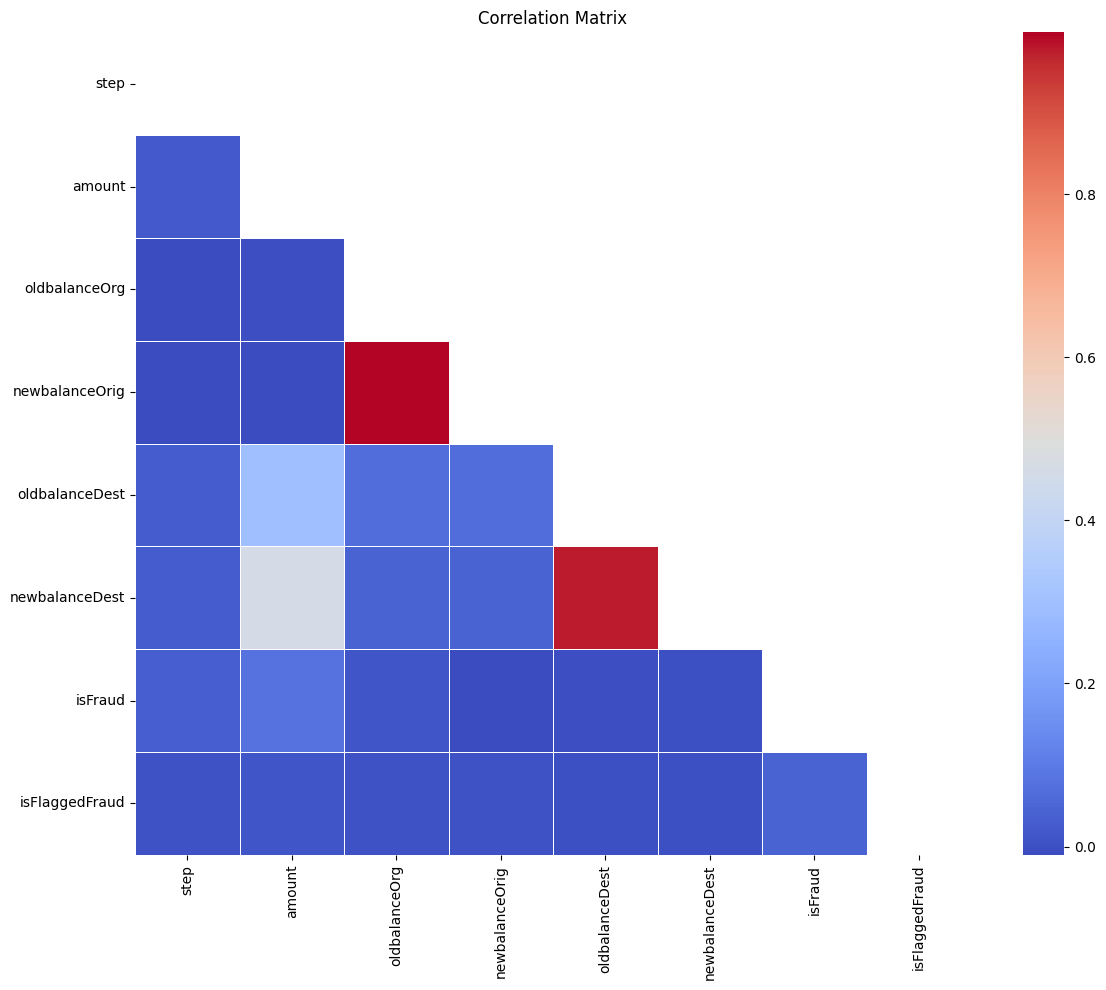 Correlation Matrix
step
amount
oldbalanceOrg
newbalanceOrig
oldbalanceDest
newbalanceDest
isFraud
isFlaggedFraud
step
amount
oldbalanceOrg
newbalanceOrig
oldbalanceDest
newbalanceDest
isFraud
isFlaggedFraud
0.8
0.6
0.4
0.2
0.0